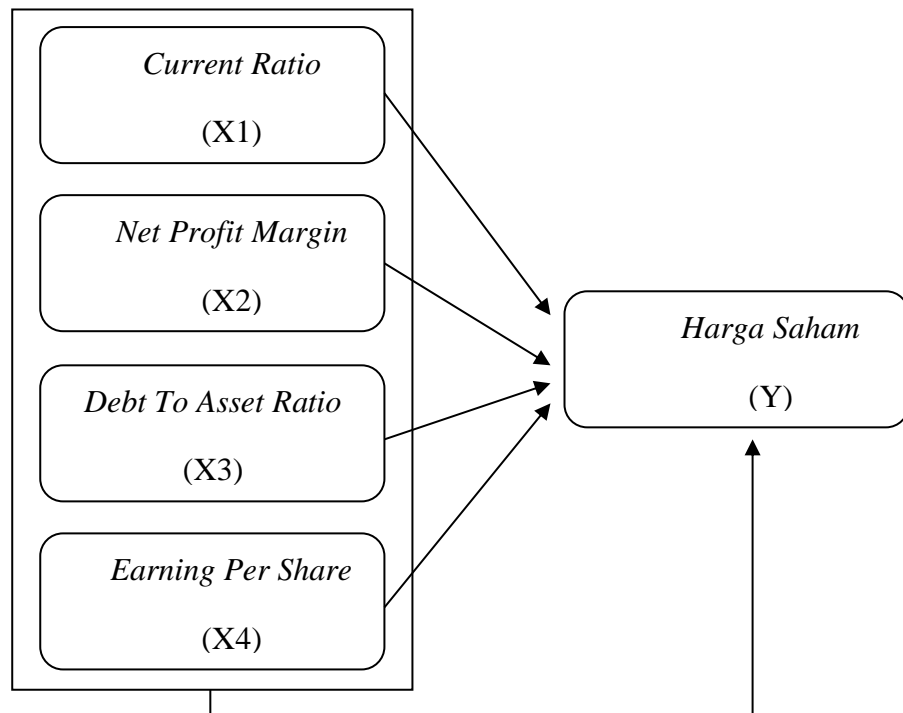 Current Ratio
(X1)
Net Profit Margin
(X2)
Debt To Asset Ratio
(X3)
Earning Per Share
(X4)
Harga Saham
(Y)